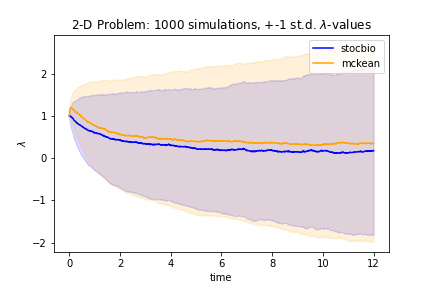 2-D Problem: 1000 simulations, +-1 st.d. λ-values
stocbio
mckean
2
1
0
−1
−2
λ
0 2 4 6 8 10 12
time